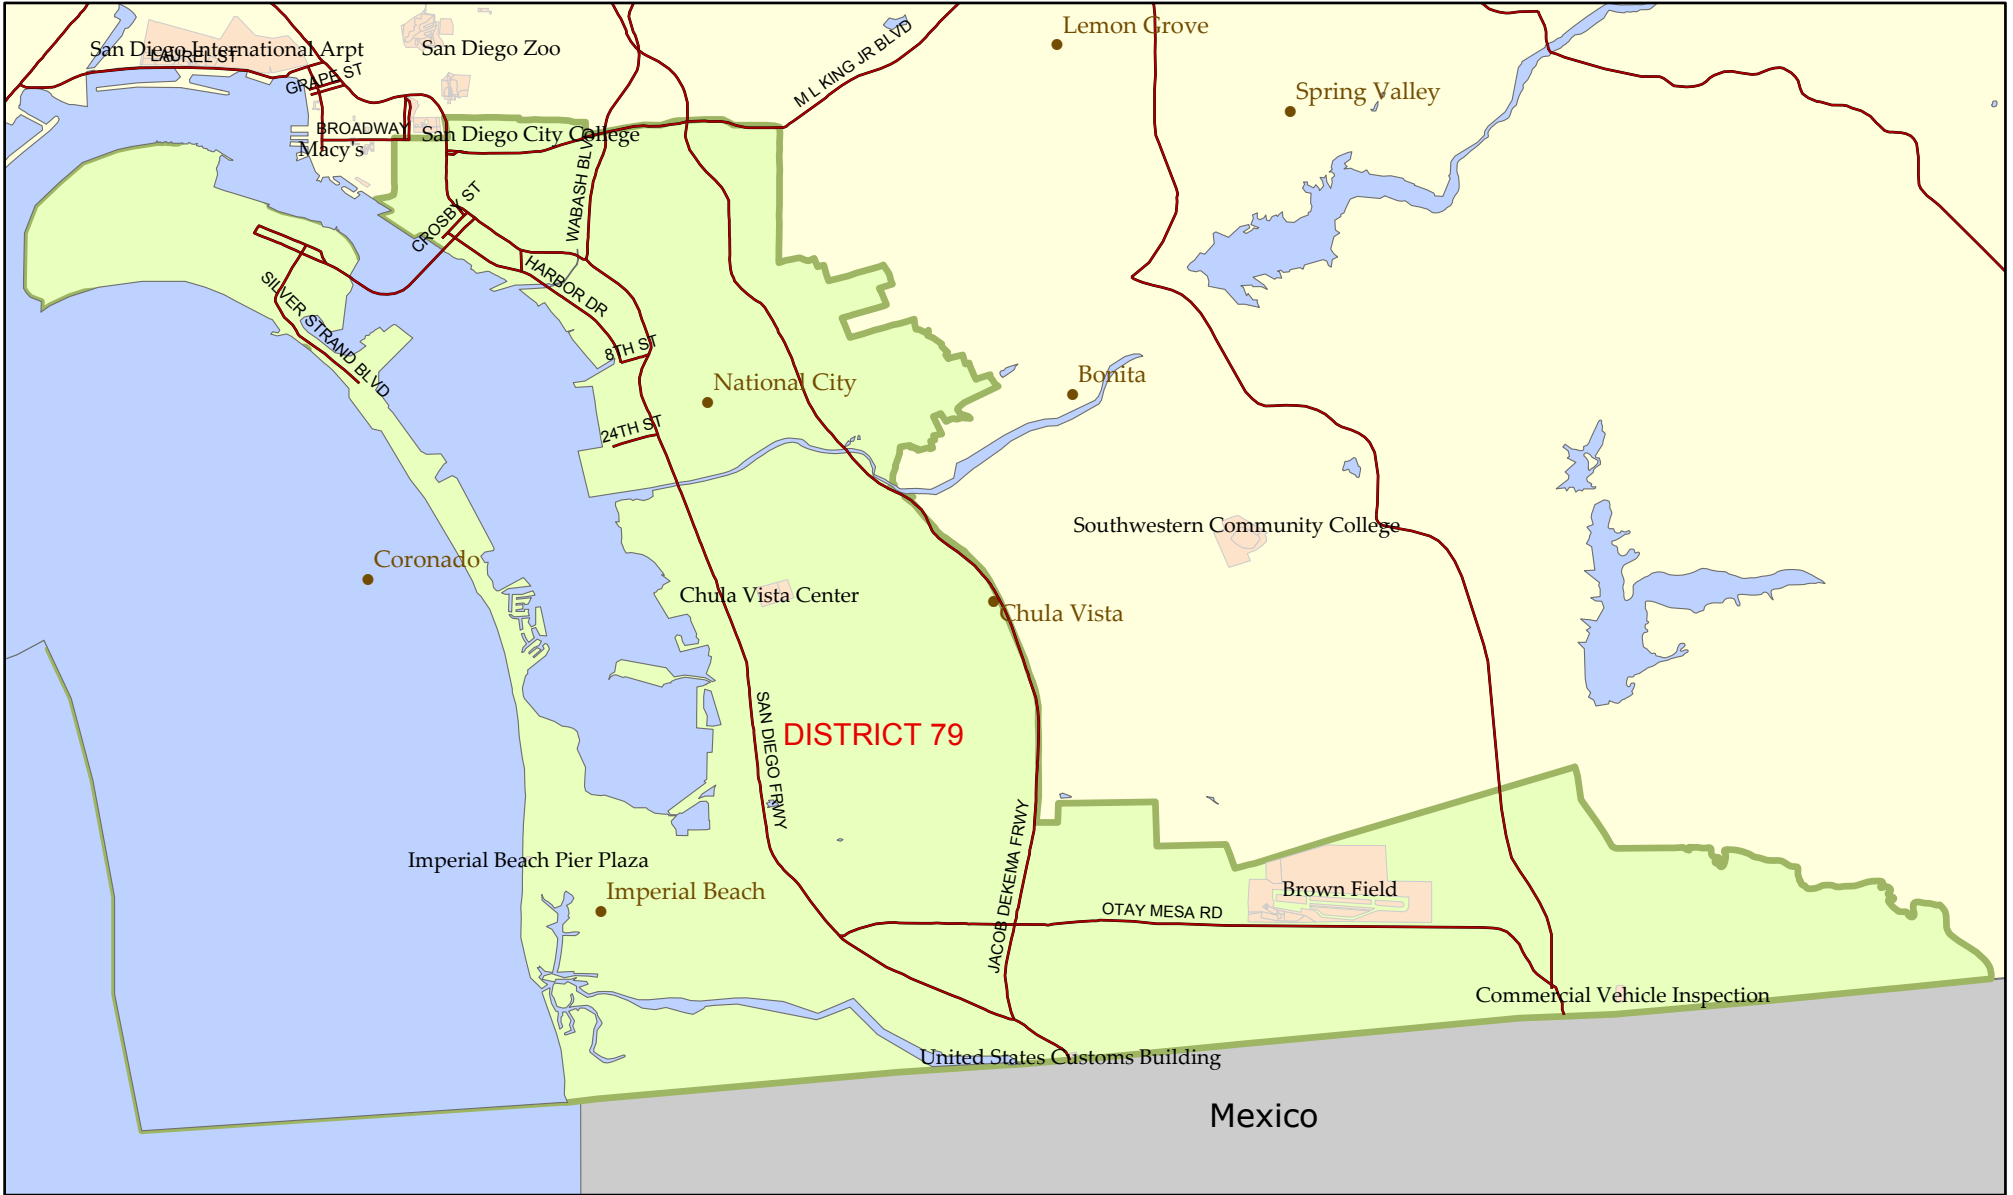 Lemon Grove
San Diego International Arpt
San Diego Zoo
LAUREL ST
M L KING JR BLVD
GRAPE ST
Spring Valley
BROADWAY
San Diego City College
Macy's
WABASH BLVD
CROSBY ST
HARBOR DR
SILVER STRAND BLVD
8TH ST
National City
Bonita
24TH ST
Southwestern Community College
Coronado
Chula Vista Center
Chula Vista
SAN DIEGO FRWY
DISTRICT 79
JACOB DEKEMA FRWY
Imperial Beach Pier Plaza
Imperial Beach
Brown Field
OTAY MESA RD
Commercial Vehicle Inspection
United States Customs Building
Mexico